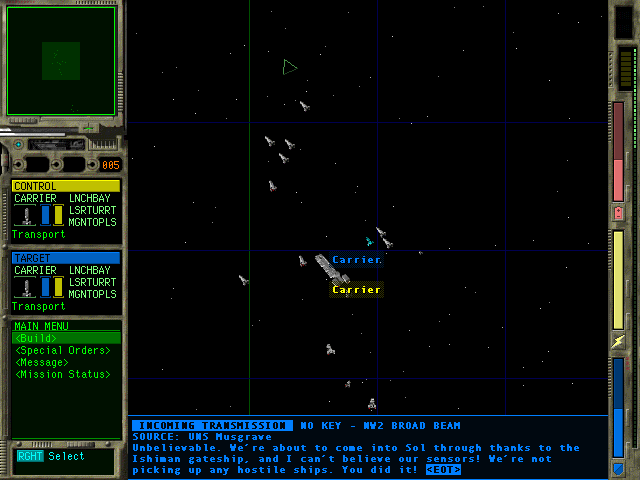 005
CONTROL
CARRIER LNCHBAY
LSRTURRT
MGNTOPLS
Transport
TARGET
CARRIER LNCHBAY
LSRTURRT
MGNTOPLS
Transport
MAIN MENU
<Build>
<Special Orders>
<Message>
<Mission Status>
RGHT Select
Carrier
Carrier
INCOMING TRANSMISSION NO KEY - NW2 BROAD BEAM
SOURCE: UNS Musgrave
Unbelievable. We're about to come into Sol through thanks to the
Ishiman gateship, and I can't believe our sensors! We're not
picking up any hostile ships. You did it! <EOT>